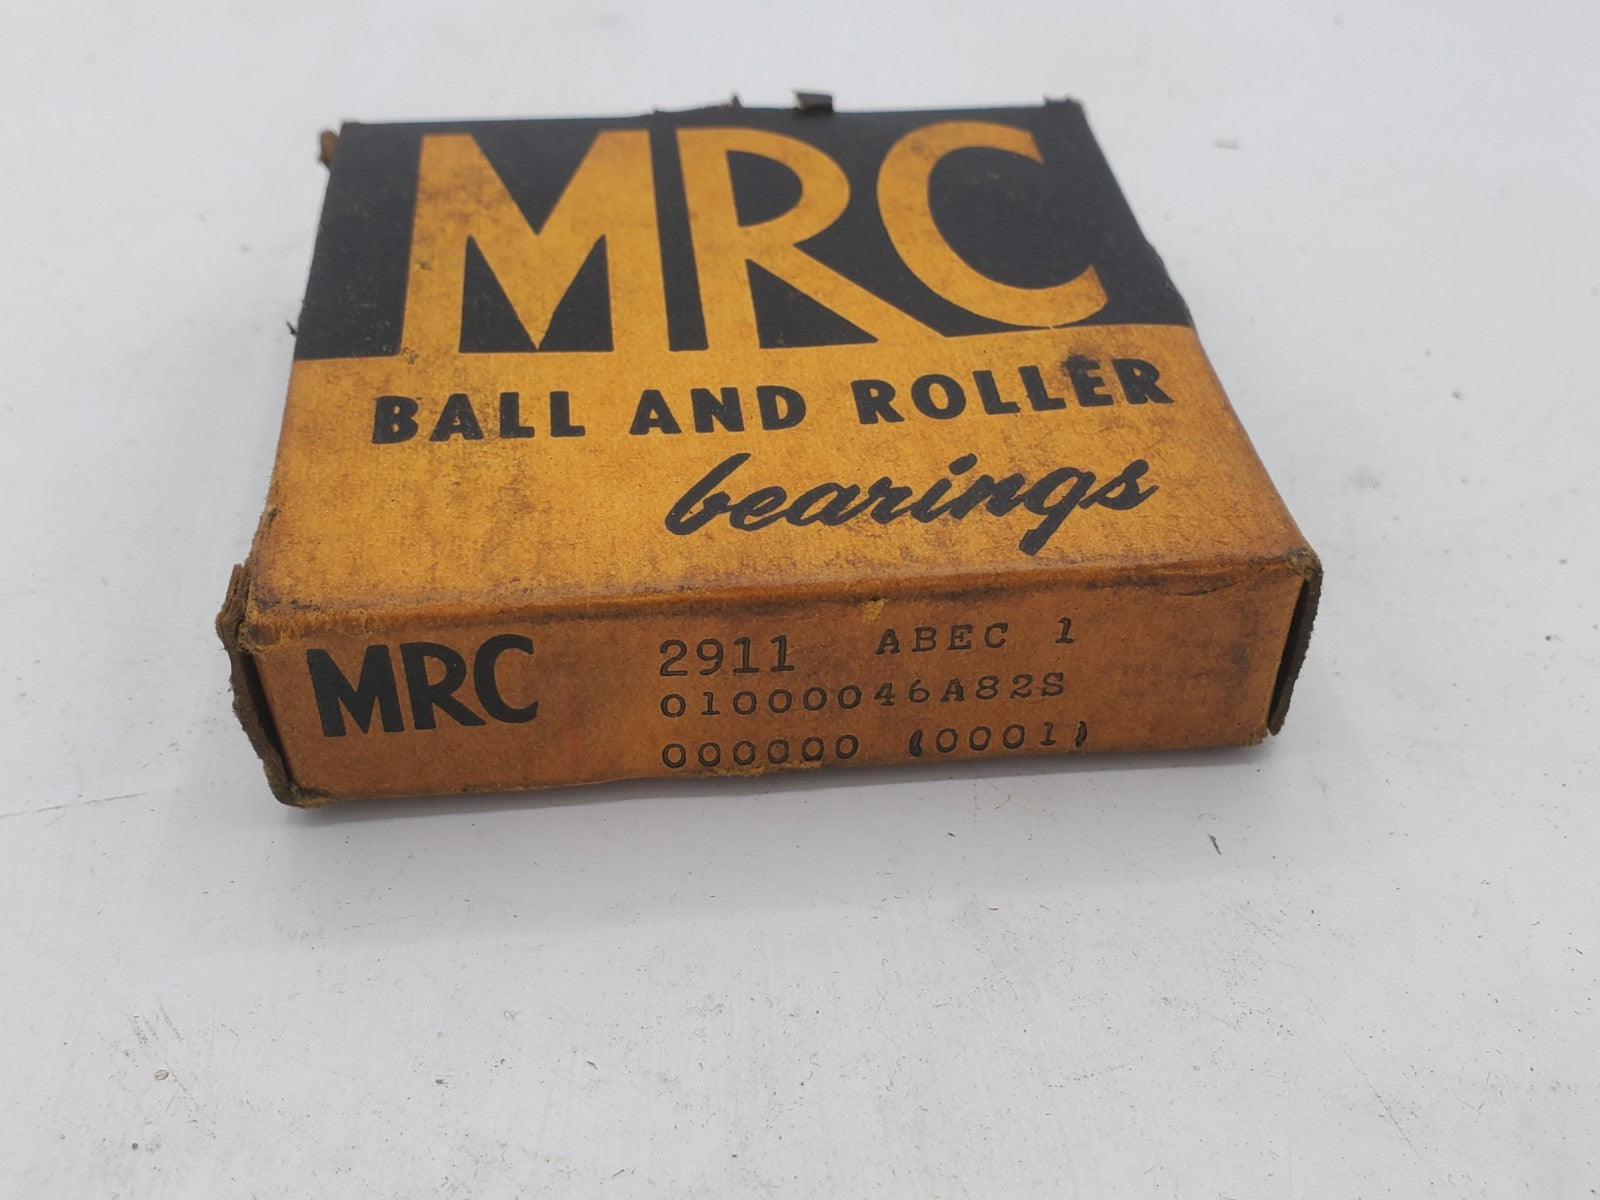 MRC
BALL AND ROLLER
bearings
MRC
2911 ABEC 1
01000046A82S
000000 (0001)